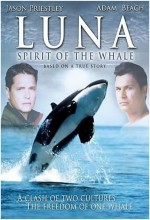 JASON PRIESTLEY ADAM BEACH
LUNA
SPIRIT OF THE WHALE
BASED ON A TRUE STORY
A CLASH OF TWO CULTURES.
THE FREEDOM OF ONE WHALE.